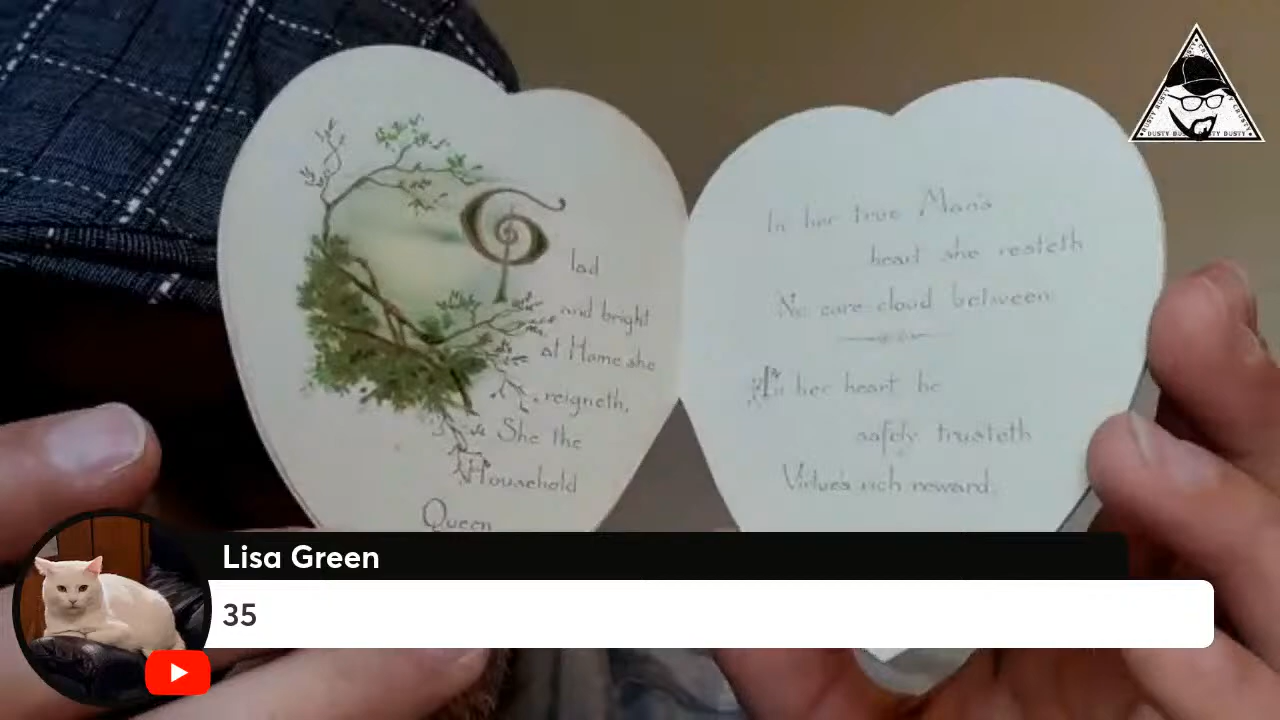 Glad
and bright
at Home she
reigneth,
She the
Household
Queen
In her true Man's
heart she resteth
No care-cloud between
In her heart he
safely trusteth
Virtue's rich reward.
DUSTY
Lisa Green
35